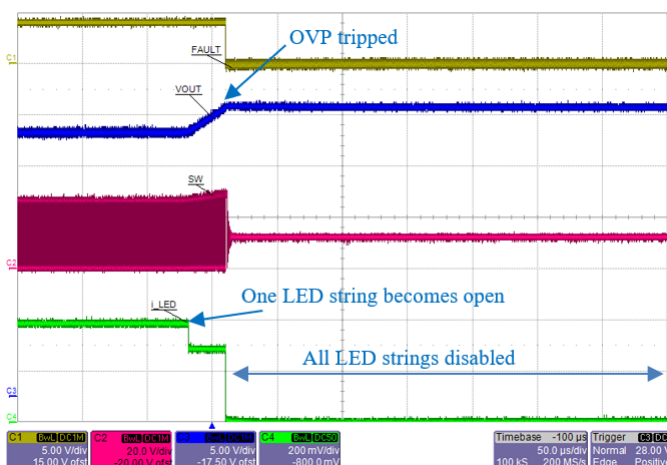 OVP tripped
C1
FAULT
VOUT
SW
C2
One LED string becomes open
i_LED
All LED strings disabled
C3
C4
C1 BwL DC1M
5.00 V/div
15.00 V ofst
C2 BwL DC1M
20.0 V/div
-20.00 V ofst
C3 BwL DC1M
5.00 V/div
-17.50 V ofst
C4 BwL DC50
200 mV/div
-800.0 mV
Timebase -100 µs
50.0 µs/div
100 kS 200 MS/s
Trigger C3 DC
Normal 28.00 V
Edge Positiv